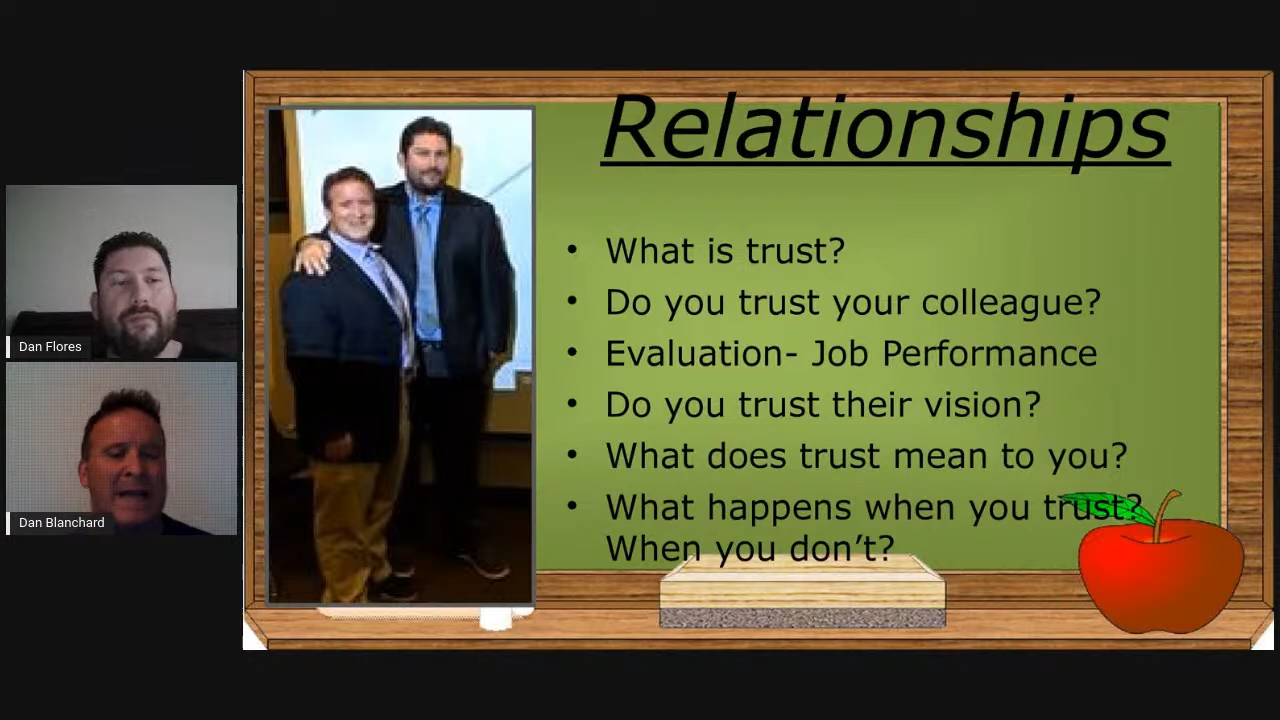 Relationships
• What is trust?
• Do you trust your colleague?
• Evaluation- Job Performance
• Do you trust their vision?
• What does trust mean to you?
• What happens when you trust?
When you don’t?
Dan Flores
Dan Blanchard